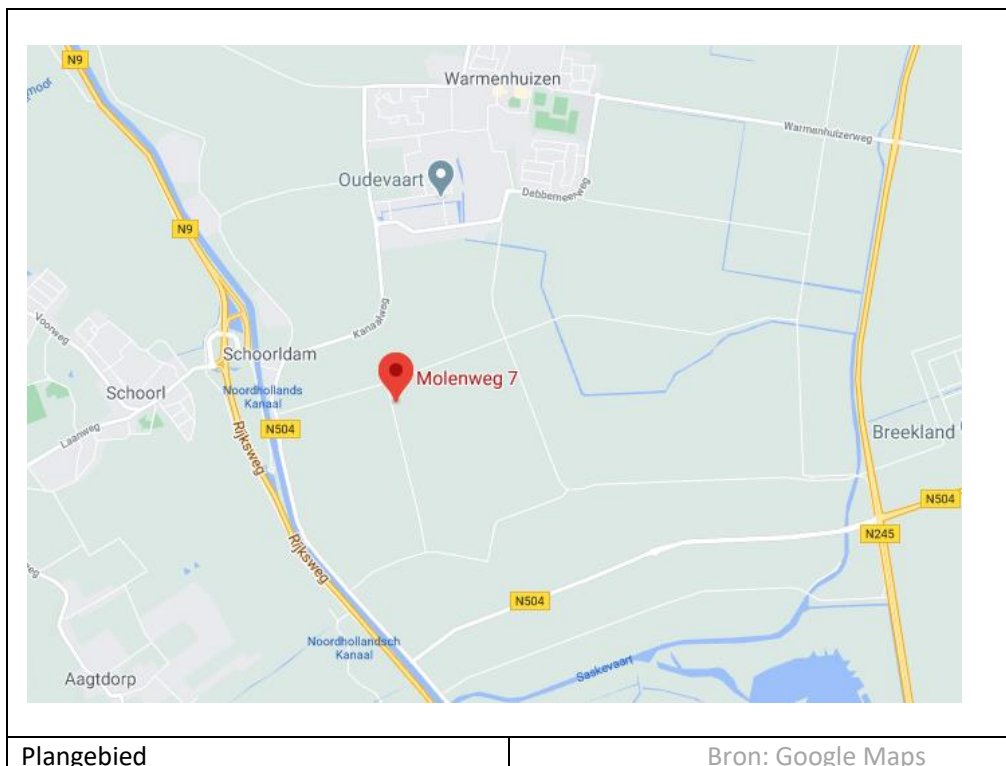 N9
Warmenhuizen
Warmenhuizerweg
Oudevaart
Debbemeerweg
N9
Kanaalweg
Voorweg
Schoorldam
Molenweg 7
Schoorl
Noordhollands
Kanaal
Laanweg
N504
Rijksweg
Breekland
N504
N245
Rijksweg
N504
Noordhollandsch
Kanaal
Saskevaart
Aagtdorp
Plangebied
Bron: Google Maps